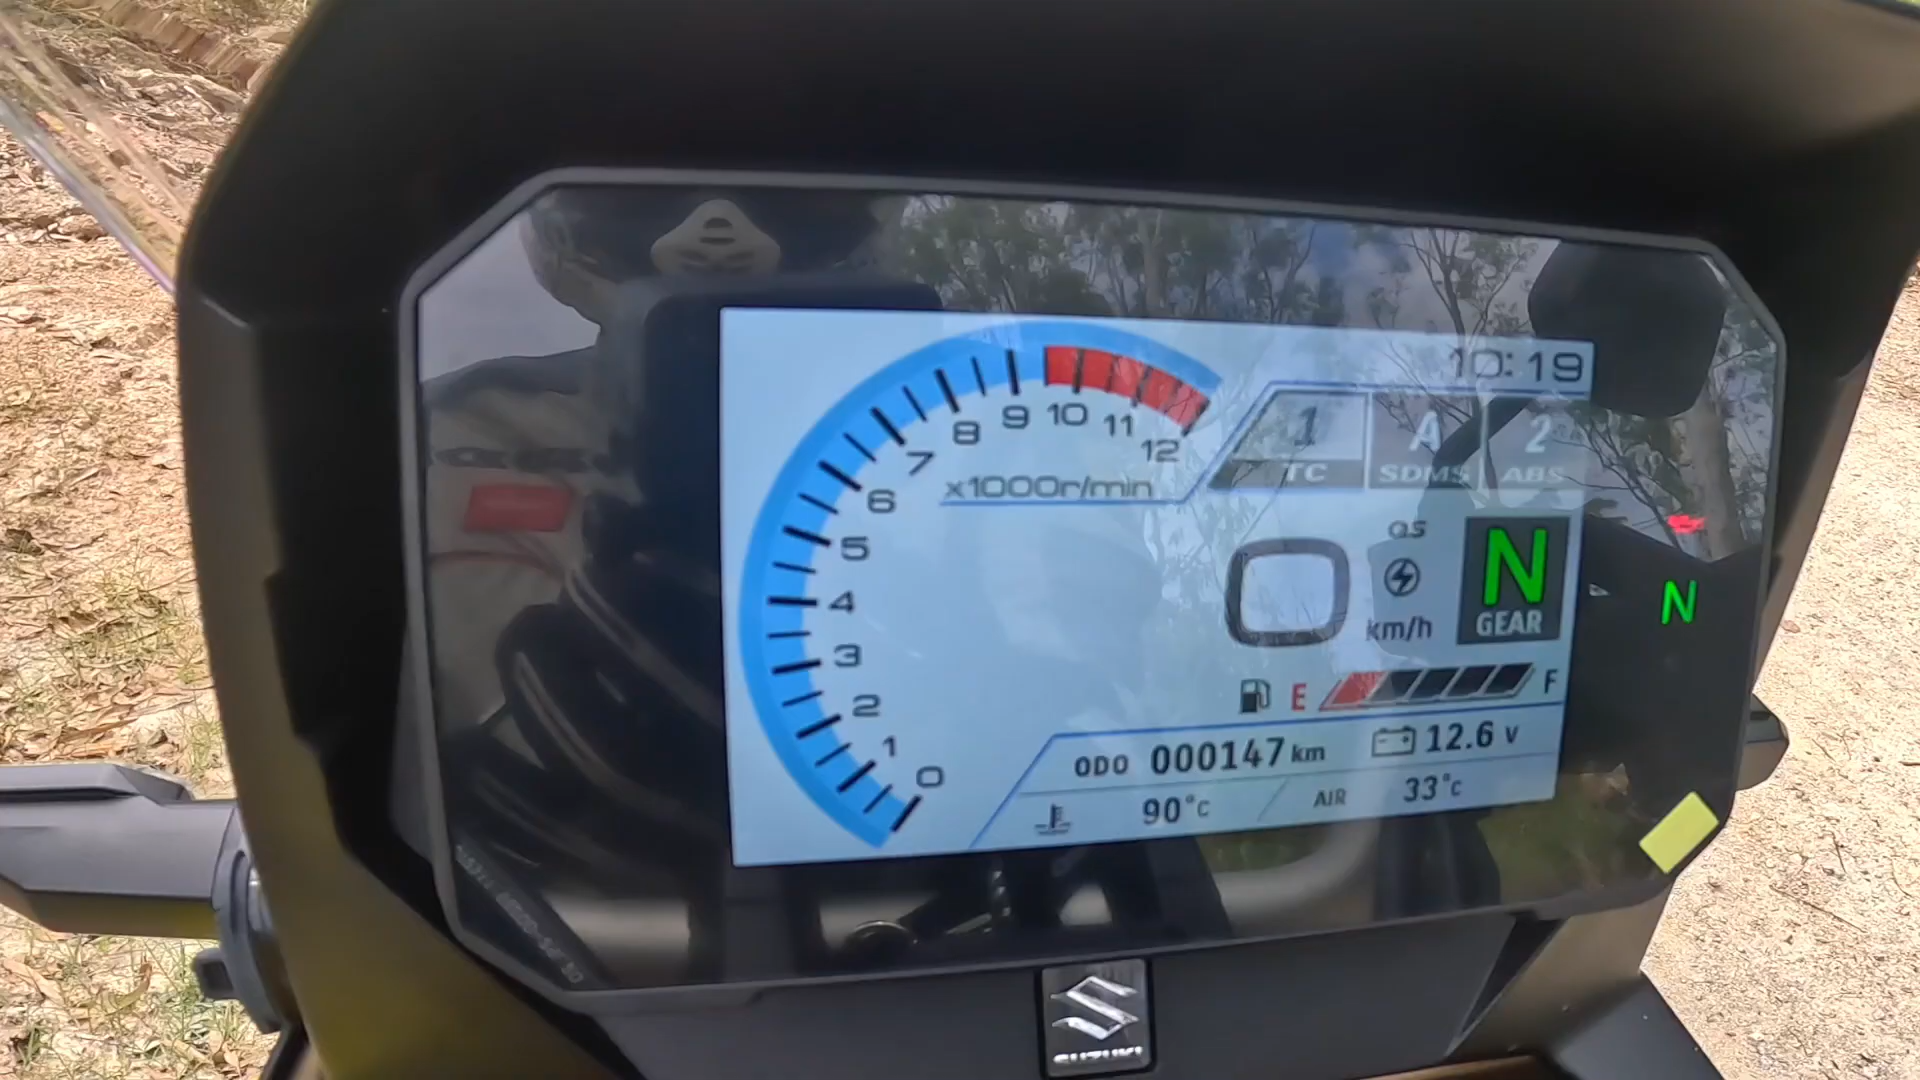 10:19
1 A 2
TC SDMS ABS
12
11
10
9
8
7
6
5
4
3
2
1
0
x1000r/min
QS
0 km/h
N
GEAR
N
E F
ODO 000147 km 12.6 V
90°C AIR 33°C
SUZUKI